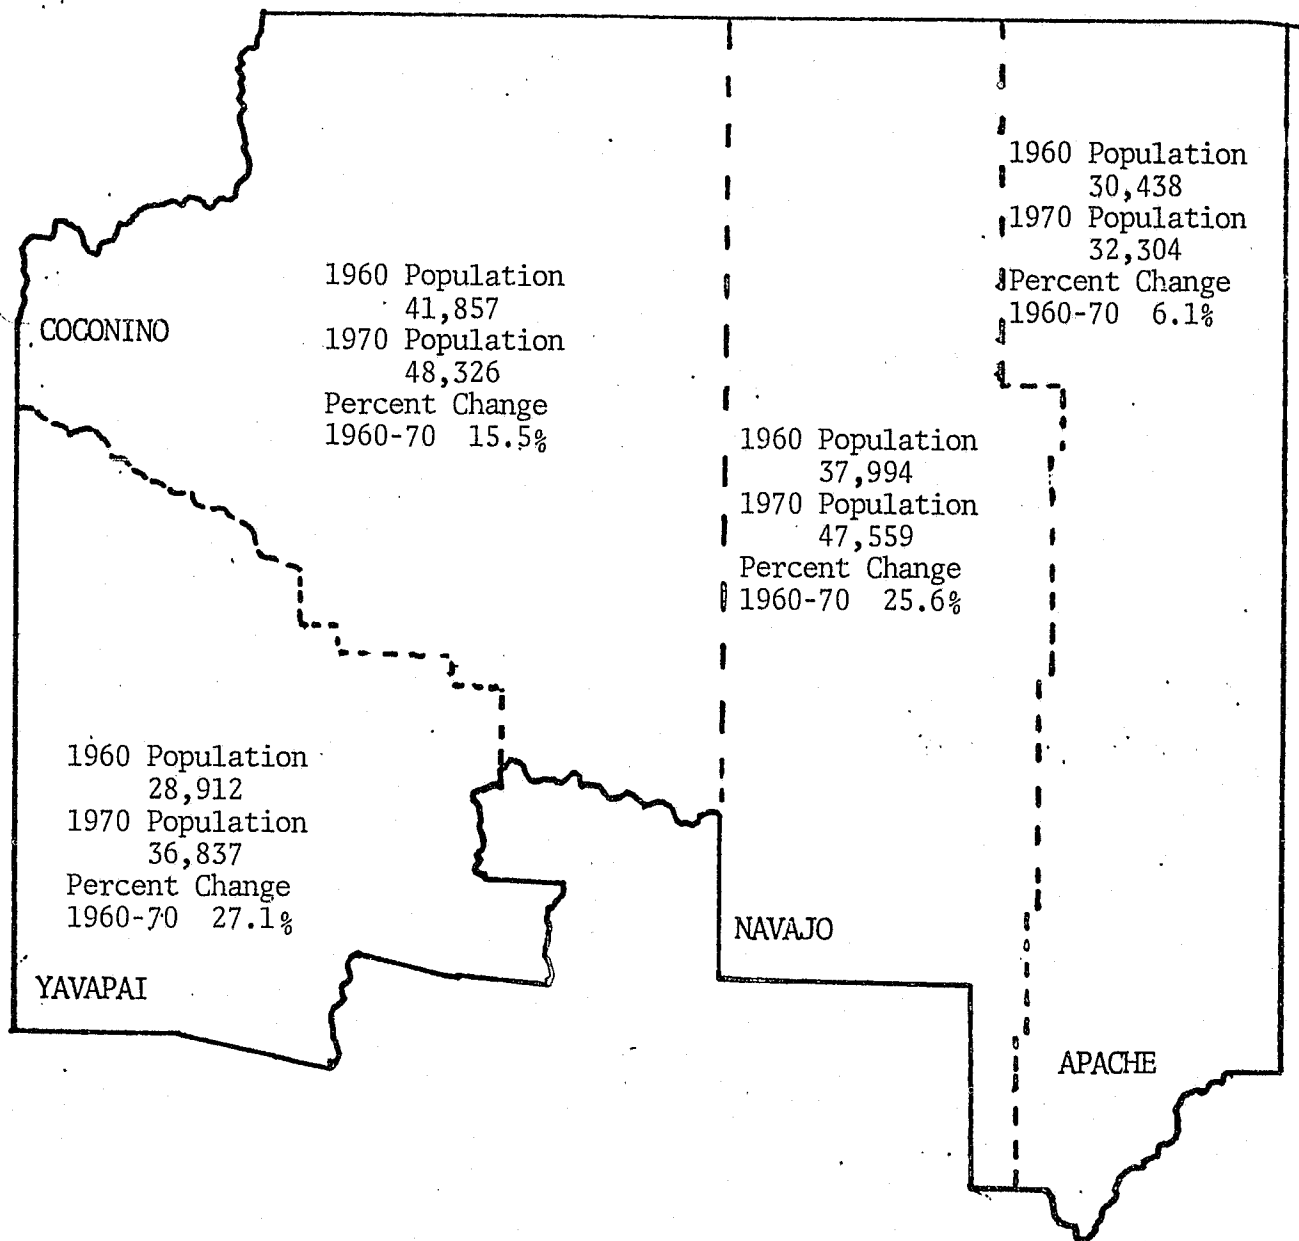 1960 Population
30,438
1970 Population
32,304
Percent Change
1960-70 6.1%
COCONINO
1960 Population
41,857
1970 Population
48,326
Percent Change
1960-70 15.5%
1960 Population
37,994
1970 Population
47,559
Percent Change
1960-70 25.6%
1960 Population
28,912
1970 Population
36,837
Percent Change
1960-70 27.1%
YAVAPAI
NAVAJO
APACHE